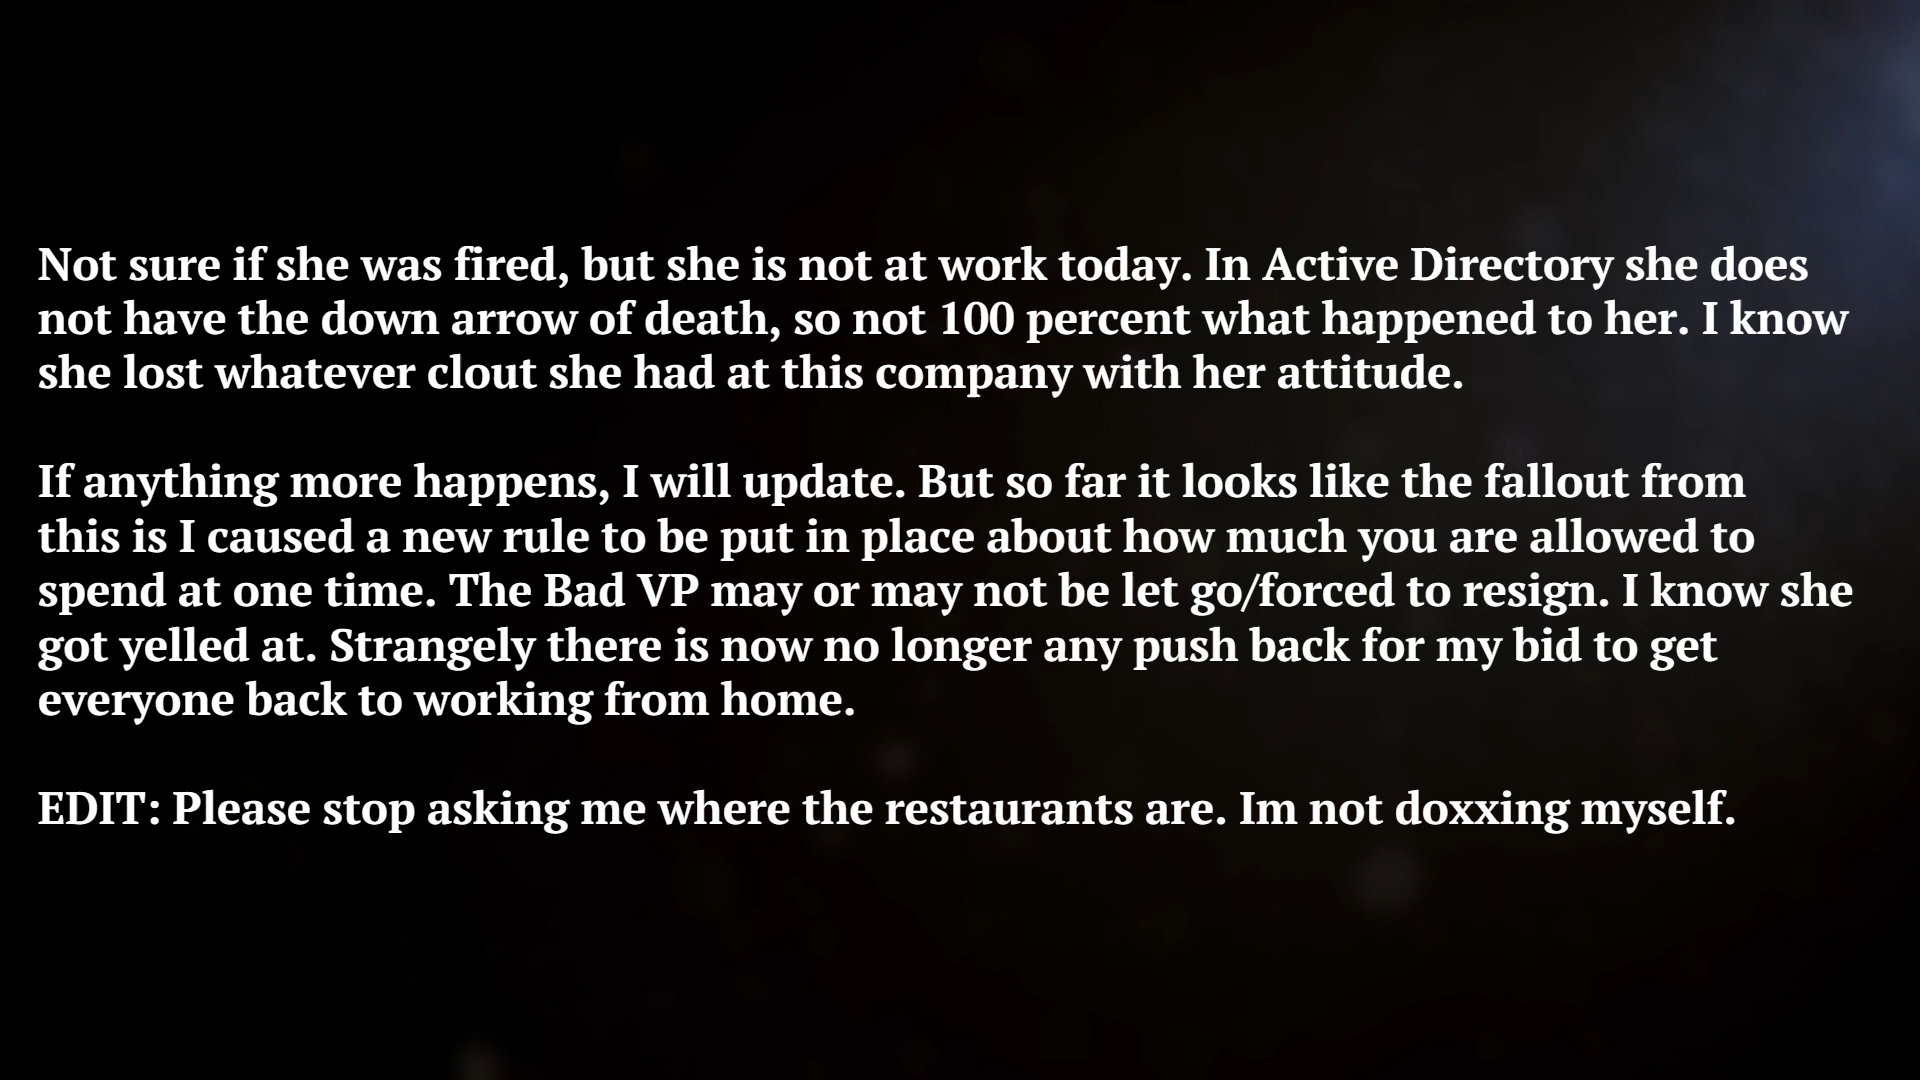 Not sure if she was fired, but she is not at work today. In Active Directory she does
not have the down arrow of death, so not 100 percent what happened to her. I know
she lost whatever clout she had at this company with her attitude.
If anything more happens, I will update. But so far it looks like the fallout from
this is I caused a new rule to be put in place about how much you are allowed to
spend at one time. The Bad VP may or may not be let go/forced to resign. I know she
got yelled at. Strangely there is now no longer any push back for my bid to get
everyone back to working from home.
EDIT: Please stop asking me where the restaurants are. Im not doxxing myself.